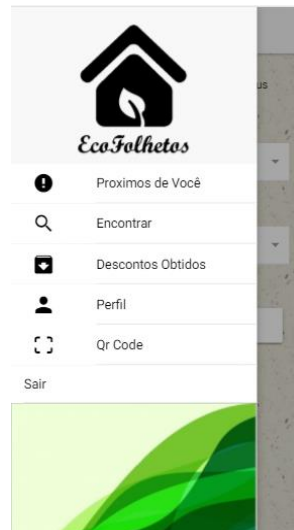 EcoFolhetos
Proximos de Você
Encontrar
Descontos Obtidos
Perfil
Qr Code
Sair